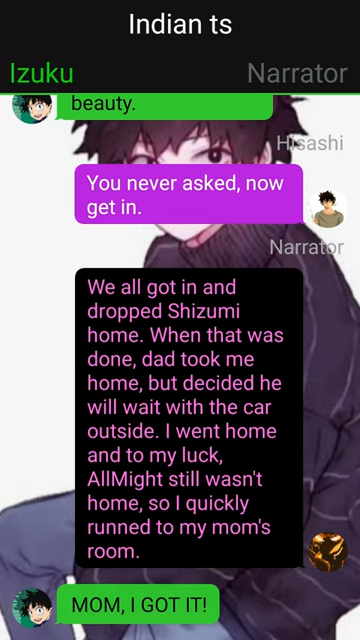 Indian ts
Izuku
Narrator
beauty.
Hisashi
You never asked, now
get in.
Narrator
We all got in and
dropped Shizumi
home. When that was
done, dad took me
home, but decided he
will wait with the car
outside. I went home
and to my luck,
AllMight still wasn't
home, so I quickly
runned to my mom's
room.
MOM, I GOT IT!